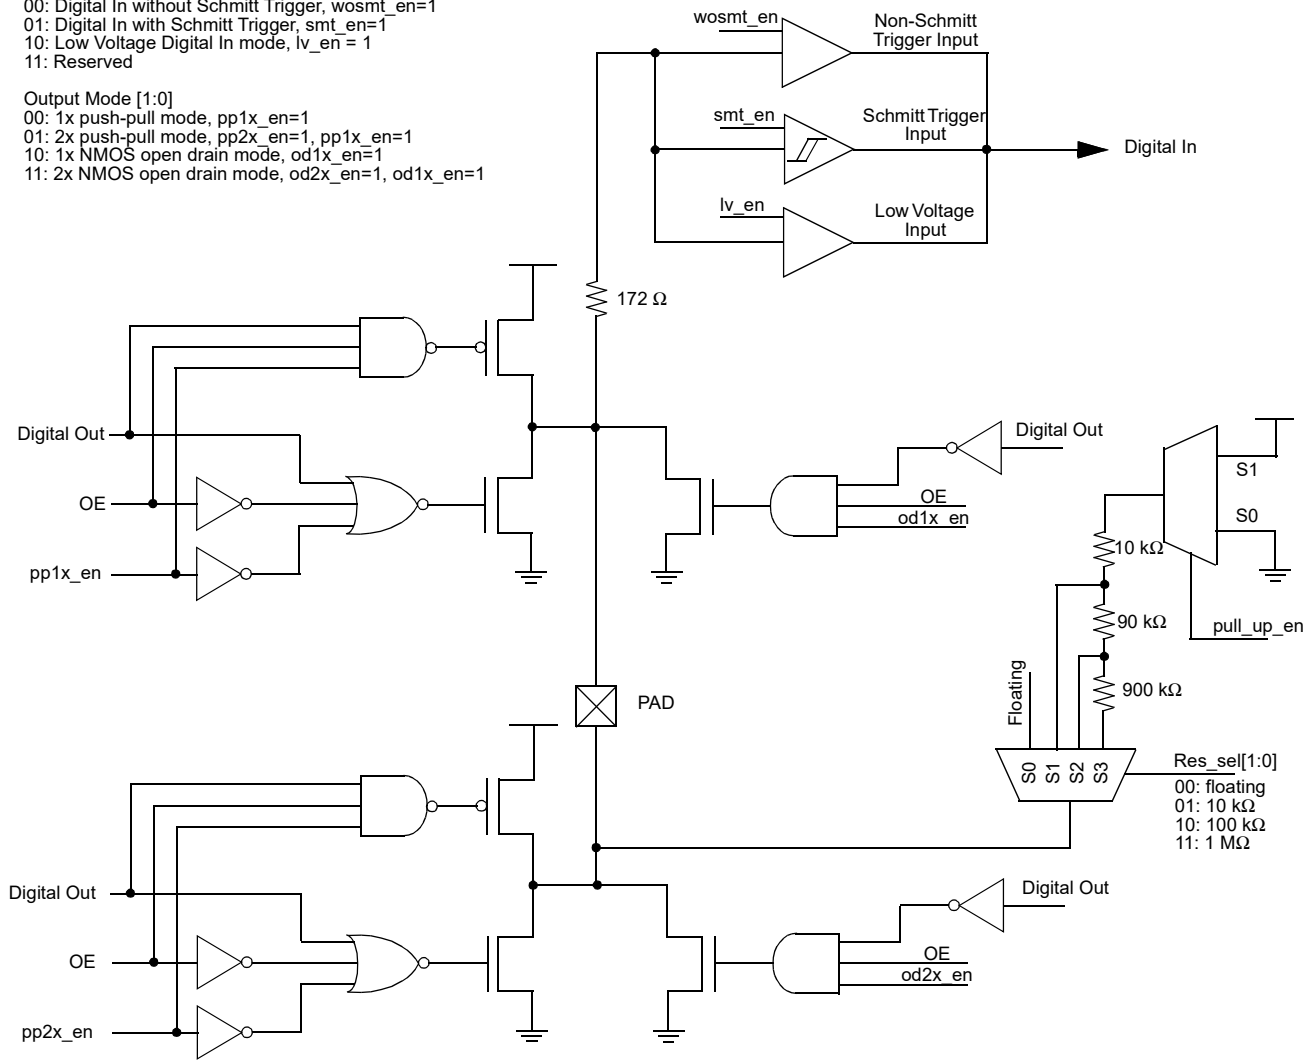 00: Digital In without Schmitt Trigger, wosmt_en=1
01: Digital In with Schmitt Trigger, smt_en=1
10: Low Voltage Digital In mode, lv_en = 1
11: Reserved
Output Mode [1:0]
00: 1x push-pull mode, pp1x_en=1
01: 2x push-pull mode, pp2x_en=1, pp1x_en=1
10: 1x NMOS open drain mode, od1x_en=1
11: 2x NMOS open drain mode, od2x_en=1, od1x_en=1
wosmt_en
Non-Schmitt
Trigger Input
smt_en
Schmitt Trigger
Input
Digital In
lv_en
Low Voltage
Input
172 Ω
Digital Out
OE
pp1x_en
Digital Out
OE
od1x_en
S1
S0
10 kΩ
90 kΩ
pull_up_en
900 kΩ
Floating
PAD
S0
S1
S2
S3
Res_sel[1:0]
00: floating
01: 10 kΩ
10: 100 kΩ
11: 1 MΩ
Digital Out
OE
pp2x_en
Digital Out
OE
od2x_en